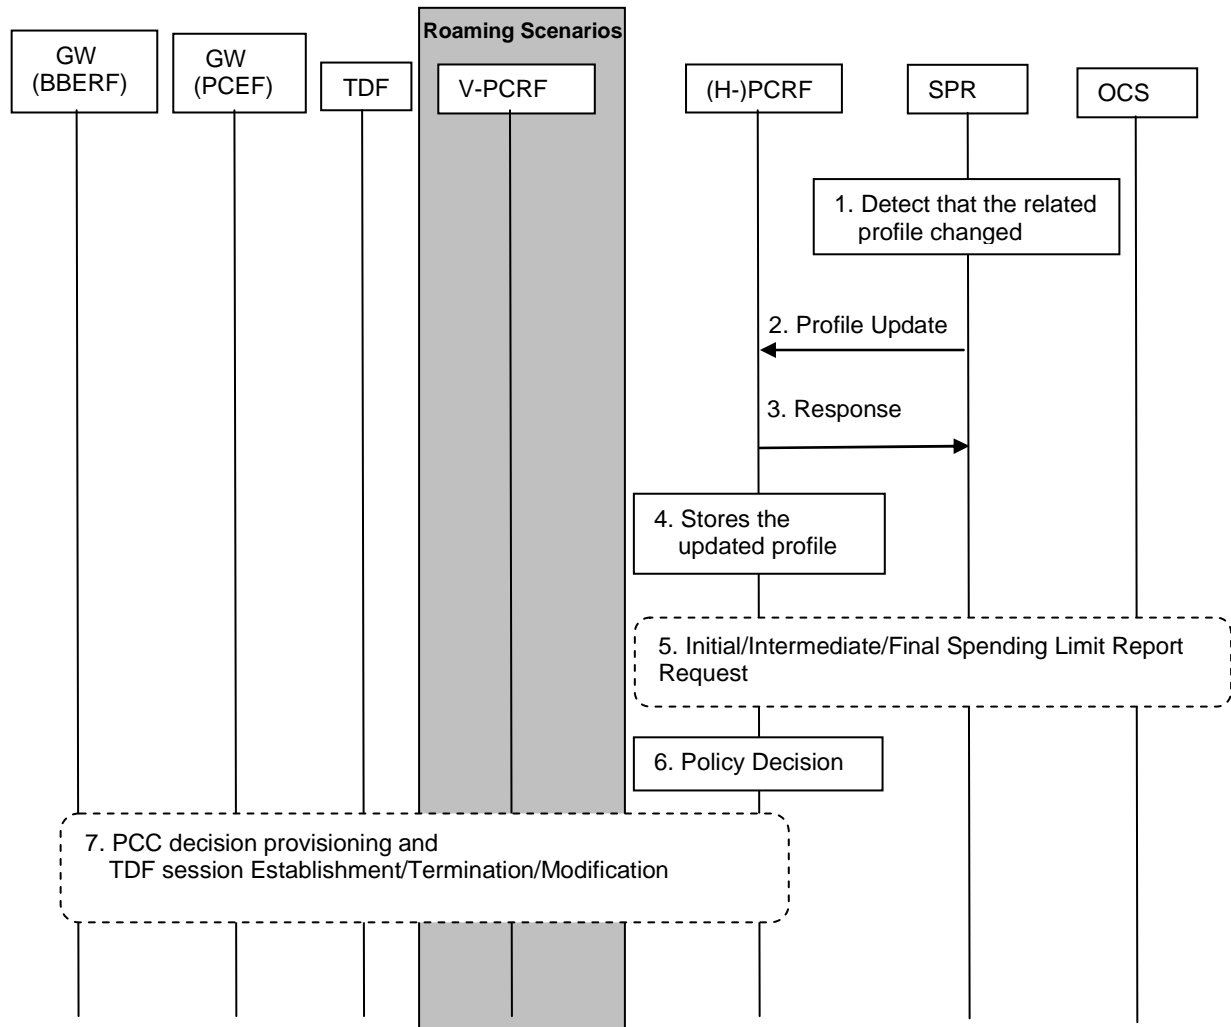 Roaming Scenarios
GW
(BBERF)
GW
(PCEF)
TDF
V-PCRF
(H-)PCRF
SPR
OCS
1. Detect that the related
profile changed
2. Profile Update
3. Response
4. Stores the
updated profile
5. Initial/Intermediate/Final Spending Limit Report
Request
6. Policy Decision
7. PCC decision provisioning and
TDF session Establishment/Termination/Modification